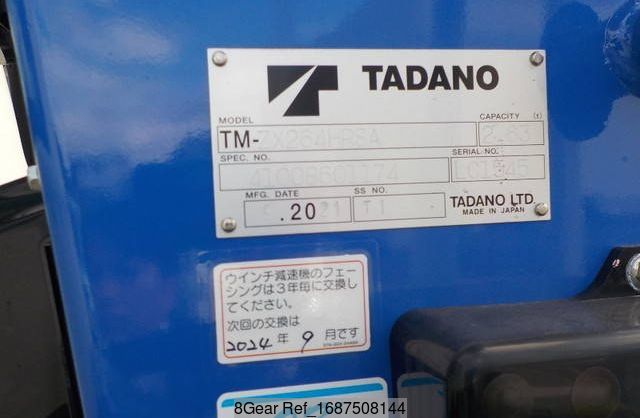 TADANO
MODEL CAPACITY (t)
TM-ZX264HRSA 2.63
SPEC. NO. SERIAL NO.
MFG. DATE SS NO.
.2021 T1
TADANO LTD.
MADE IN JAPAN
ウインチ減速機のフェー
シングは3年毎に交換し
てください。
次回の交換は
2024 年 9 月です
8Gear Ref_1687508144